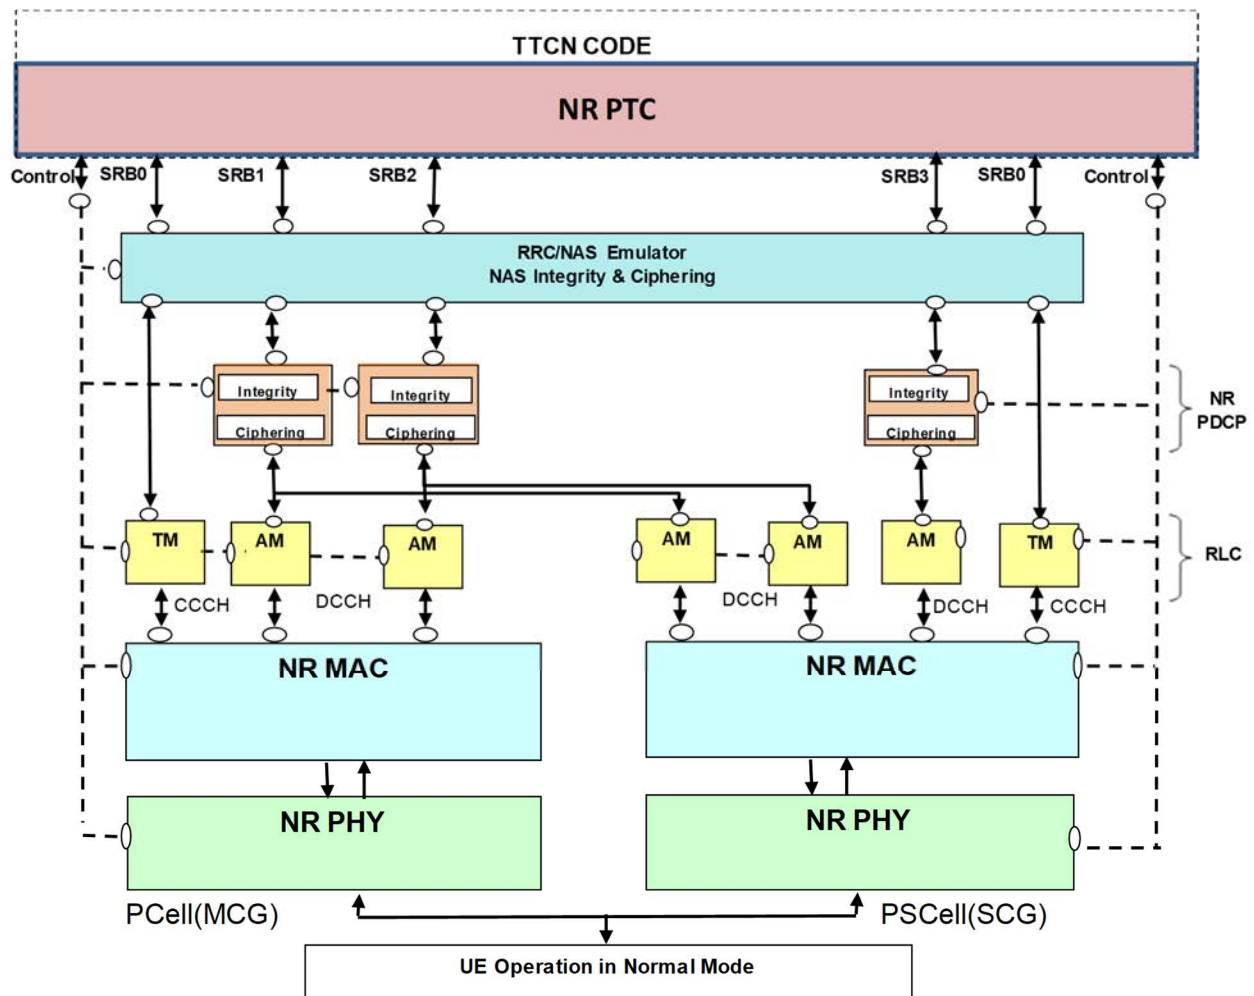 TTCN CODE
NR PTC
Control
SRB0
SRB1
SRB2
SRB3
SRB0
Control
RRC/NAS Emulator
NAS Integrity & Ciphering
Integrity
Ciphering
Integrity
Ciphering
Integrity
Ciphering
NR
PDCP
TM
AM
AM
AM
AM
AM
TM
RLC
CCCH
DCCH
DCCH
DCCH
CCCH
NR MAC
NR MAC
NR PHY
NR PHY
PCell(MCG)
PSCell(SCG)
UE Operation in Normal Mode